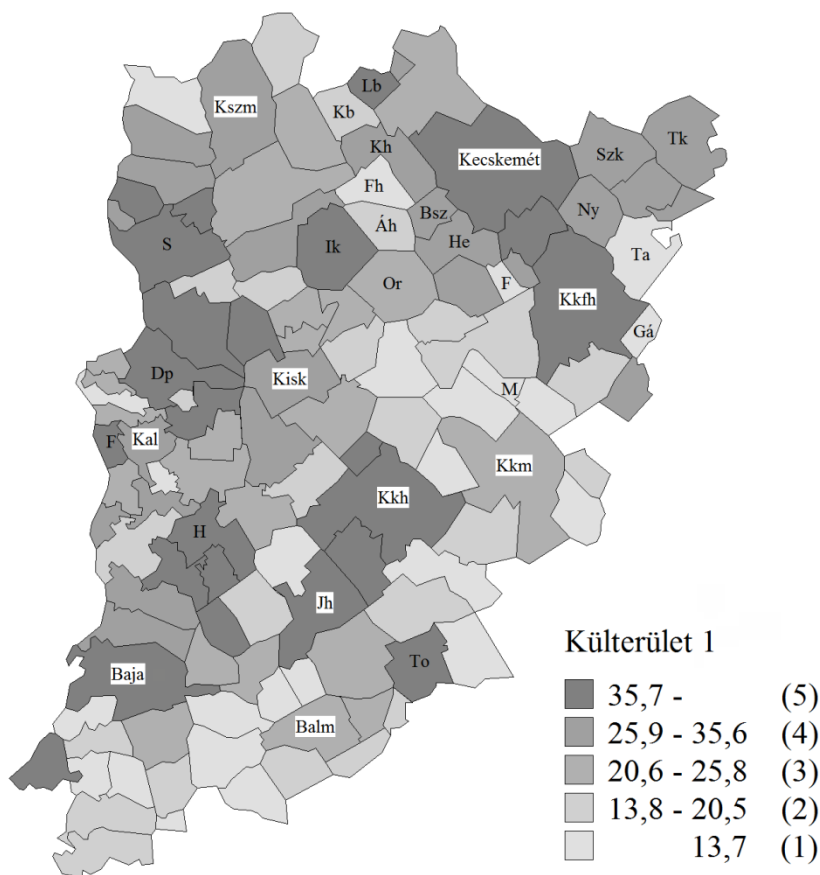 Lb
Kszm
Kb
Tk
Kh
Szk
Kecskemét
Fh
Ny
Bsz
Áh
S
Ik
He
Ta
Or
F
Kkfh
Gá
Dp
Kisk
M
F
Kal
Kkm
Kkh
H
Jh
To
Baja
Balm
Külterület 1
35,7 - (5)
25,9 - 35,6 (4)
20,6 - 25,8 (3)
13,8 - 20,5 (2)
13,7 (1)